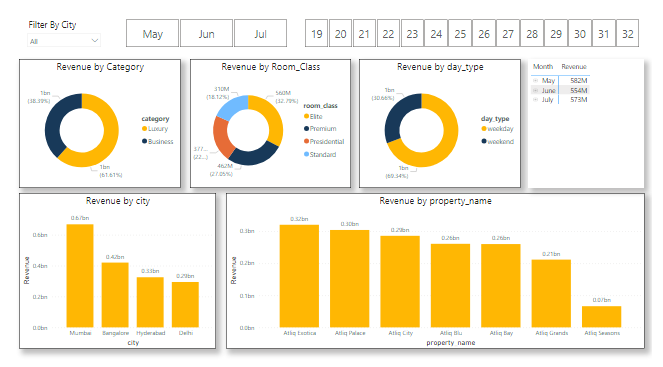 Filter By City
All
May Jun Jul
19 20 21 22 23 24 25 26 27 28 29 30 31 32
Revenue by Category
1bn
(38.39%)
1bn
(61.61%)
category
Luxury
Business
Revenue by Room_Class
310M
(18.12%)
560M
(32.79%)
377...
(22...)
462M
(27.05%)
room_class
Elite
Premium
Presidential
Standard
Revenue by day_type
1bn
(30.66%)
1bn
(69.34%)
day_type
weekday
weekend
Month Revenue
May 582M
June 554M
July 573M
Revenue by city
Revenue
0.6bn
0.4bn
0.2bn
0.0bn
0.67bn
0.42bn
0.33bn
0.29bn
Mumbai Bangalore Hyderabad Delhi
city
Revenue by property_name
Revenue
0.3bn
0.2bn
0.1bn
0.0bn
0.32bn
0.30bn
0.29bn
0.26bn
0.26bn
0.21bn
0.07bn
Atliq Exotica Atliq Palace Atliq City Atliq Blu Atliq Bay Atliq Grands Atliq Seasons
property_name